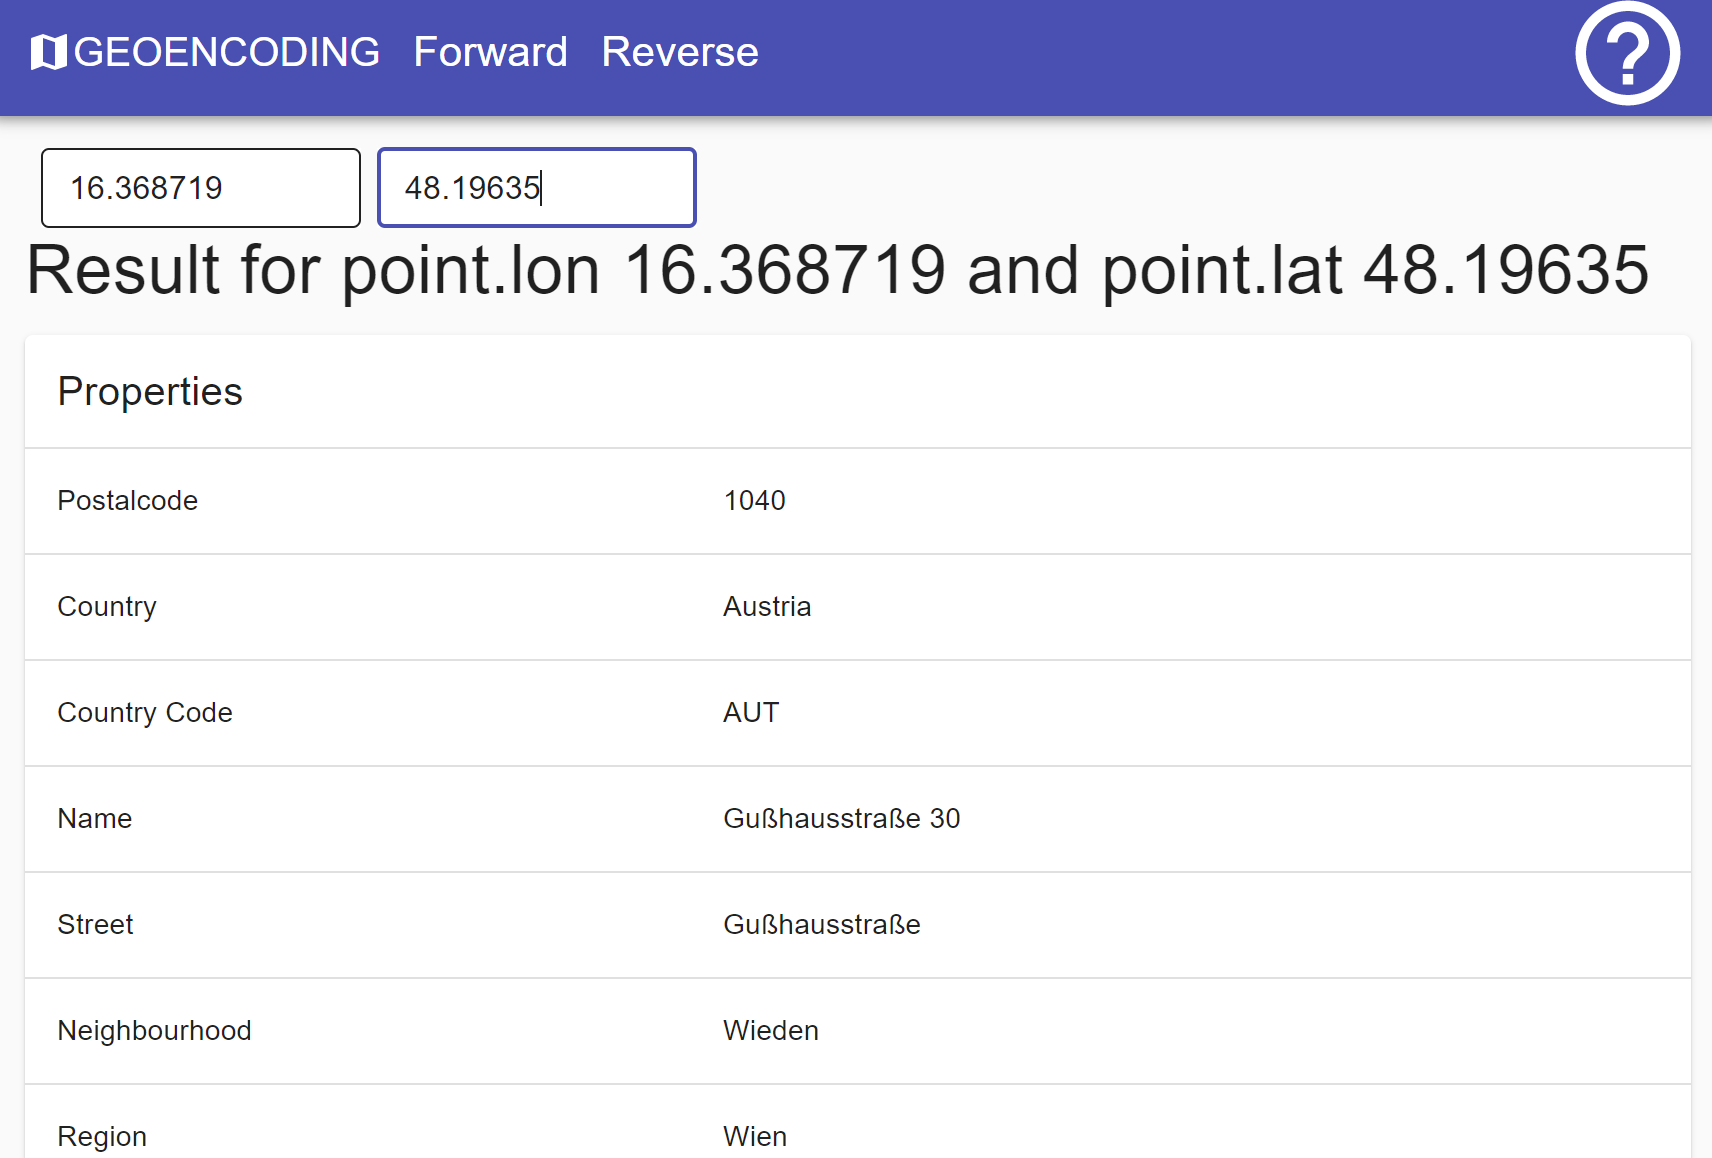 GEOENCODING Forward Reverse
16.368719 48.19635
Result for point.lon 16.368719 and point.lat 48.19635
Properties
Postalcode 1040
Country Austria
Country Code AUT
Name Gußhausstraße 30
Street Gußhausstraße
Neighbourhood Wieden
Region Wien